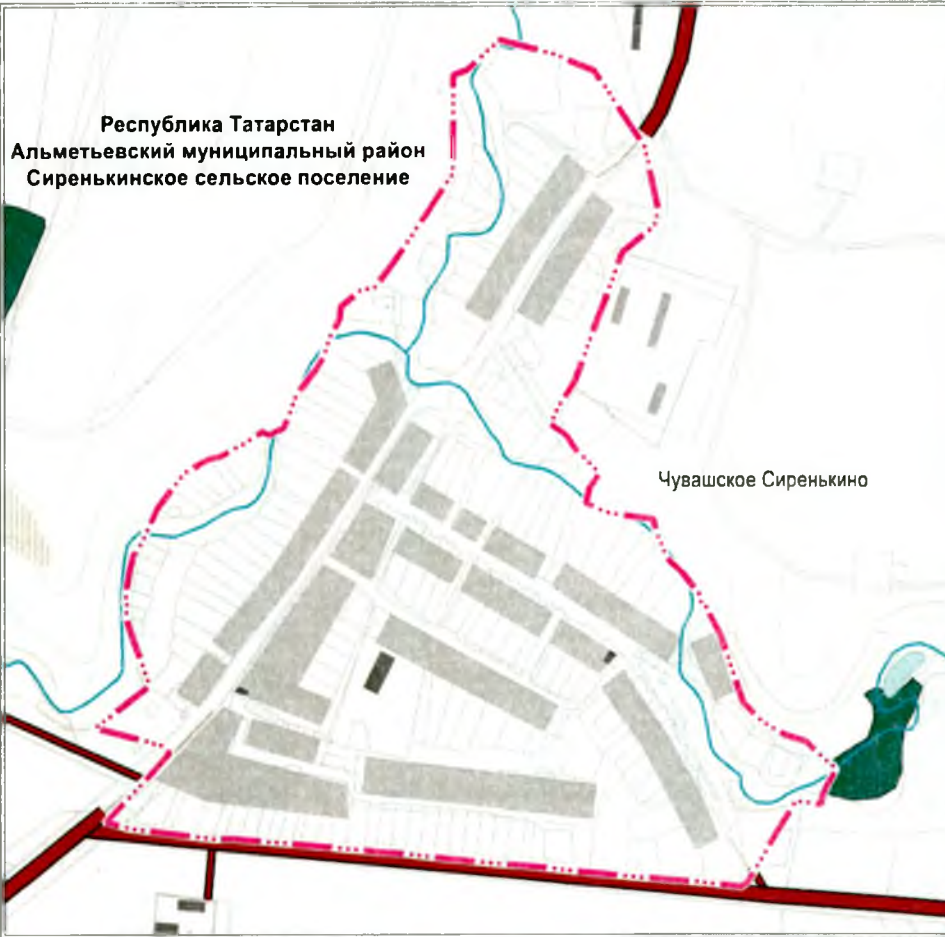 Республика Татарстан
Альметьевский муниципальный район
Сиренькинское сельское поселение
Чувашское Сиренькино